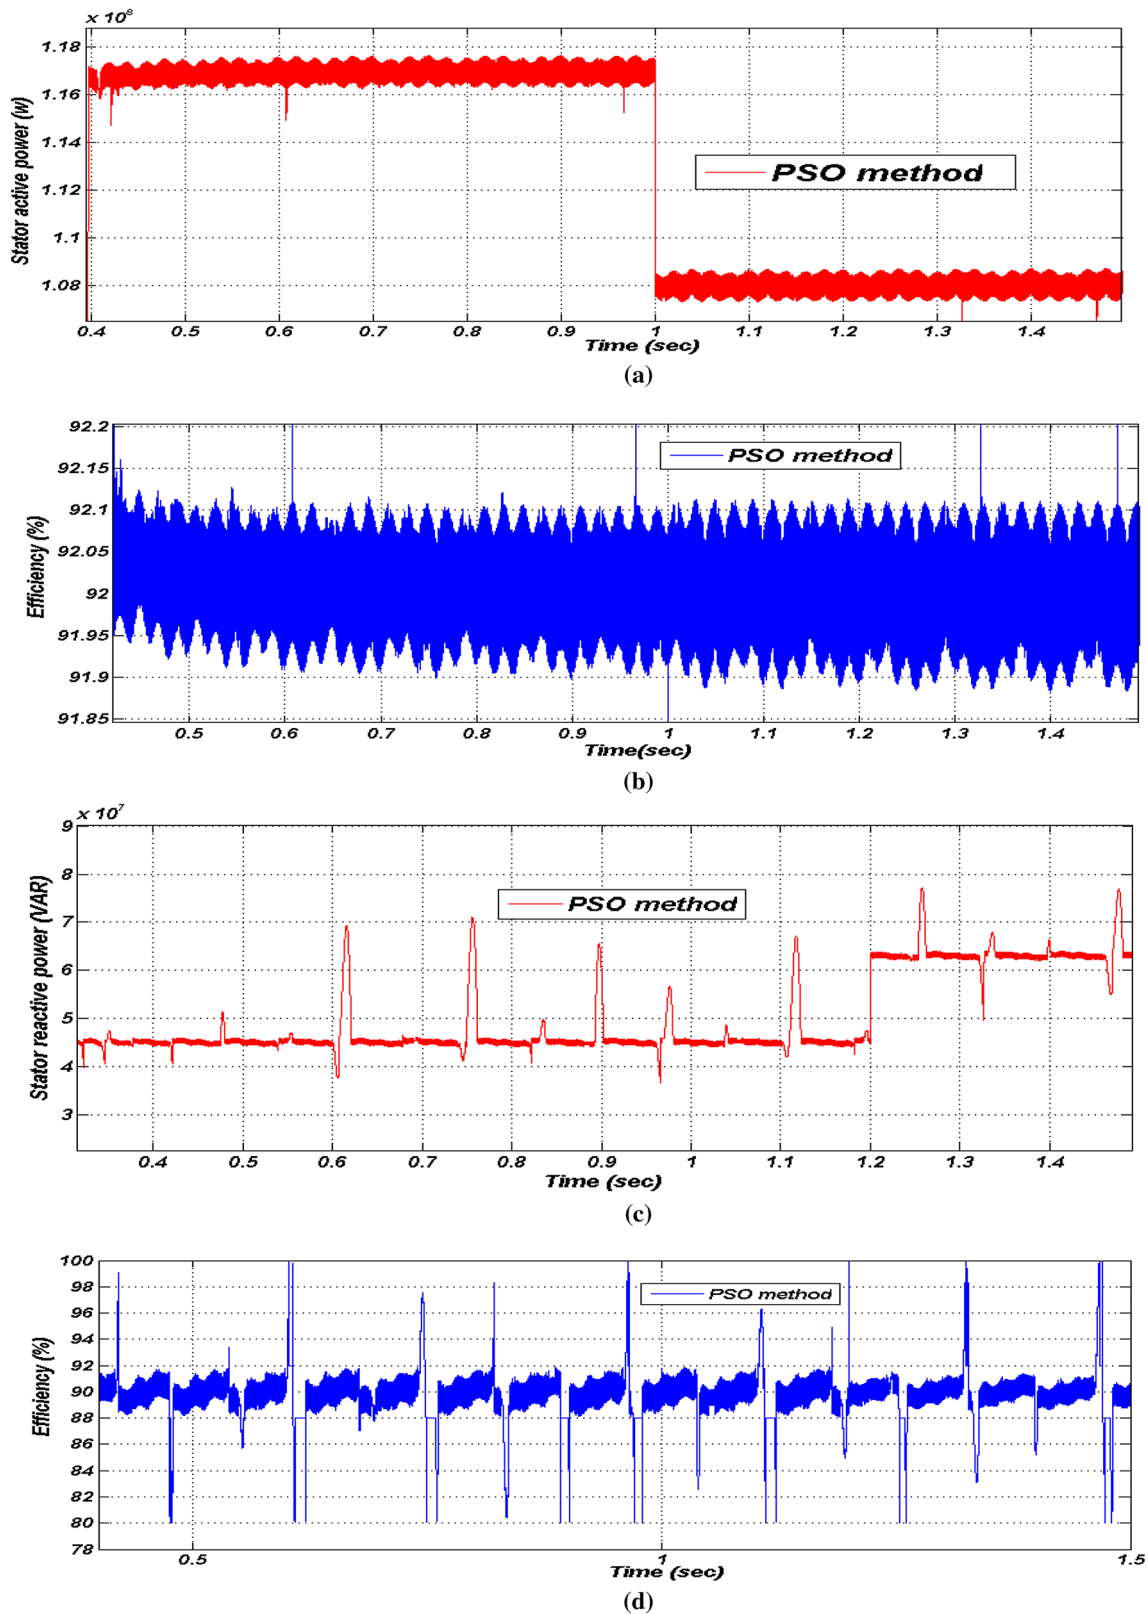 × 10⁸
1.18
1.16
1.14
1.12
1.1
1.08
Stator active power (w)
PSO method
0.4 0.5 0.6 0.7 0.8 0.9 1 1.1 1.2 1.3 1.4
Time (sec)
(a)
92.2
92.15
92.1
92.05
92
91.95
91.9
91.85
Efficiency (%)
PSO method
0.5 0.6 0.7 0.8 0.9 1 1.1 1.2 1.3 1.4
Time(sec)
(b)
× 10⁷
9
8
7
6
5
4
3
Stator reactive power (VAR)
PSO method
0.4 0.5 0.6 0.7 0.8 0.9 1 1.1 1.2 1.3 1.4
Time (sec)
(c)
100
98
96
94
92
90
88
86
84
82
80
78
Efficiency (%)
PSO method
0.5 1 1.5
Time (sec)
(d)